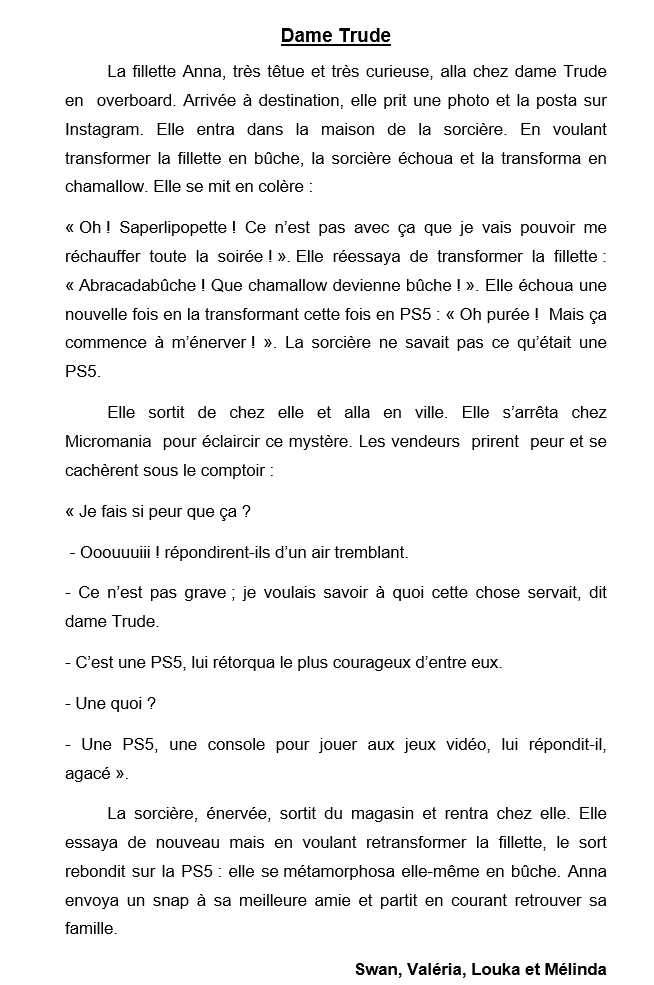 Dame Trude
La fillette Anna, très têtue et très curieuse, alla chez dame Trude
en  overboard. Arrivée à destination, elle prit une photo et la posta sur
Instagram. Elle entra dans la maison de la sorcière. En voulant
transformer la fillette en bûche, la sorcière échoua et la transforma en
chamallow. Elle se mit en colère :
« Oh ! Saperlipopette ! Ce n’est pas avec ça que je vais pouvoir me
réchauffer toute la soirée ! ». Elle réessaya de transformer la fillette :
« Abracadabûche ! Que chamallow devienne bûche ! ». Elle échoua une
nouvelle fois en la transformant cette fois en PS5 : « Oh purée !  Mais ça
commence à m’énerver ! ». La sorcière ne savait pas ce qu’était une
PS5.
Elle sortit de chez elle et alla en ville. Elle s’arrêta chez
Micromania  pour éclaircir ce mystère. Les vendeurs  prirent  peur et se
cachèrent sous le comptoir :
« Je fais si peur que ça ?
- Ooouuuiii ! répondirent-ils d’un air tremblant.
- Ce n’est pas grave ; je voulais savoir à quoi cette chose servait, dit
dame Trude.
- C’est une PS5, lui rétorqua le plus courageux d’entre eux.
- Une quoi ?
- Une PS5, une console pour jouer aux jeux vidéo, lui répondit-il,
agacé ».
La sorcière, énervée, sortit du magasin et rentra chez elle. Elle
essaya de nouveau mais en voulant retransformer la fillette, le sort
rebondit sur la PS5 : elle se métamorphosa elle-même en bûche. Anna
envoya un snap à sa meilleure amie et partit en courant retrouver sa
famille.
Swan, Valéria, Louka et Mélinda